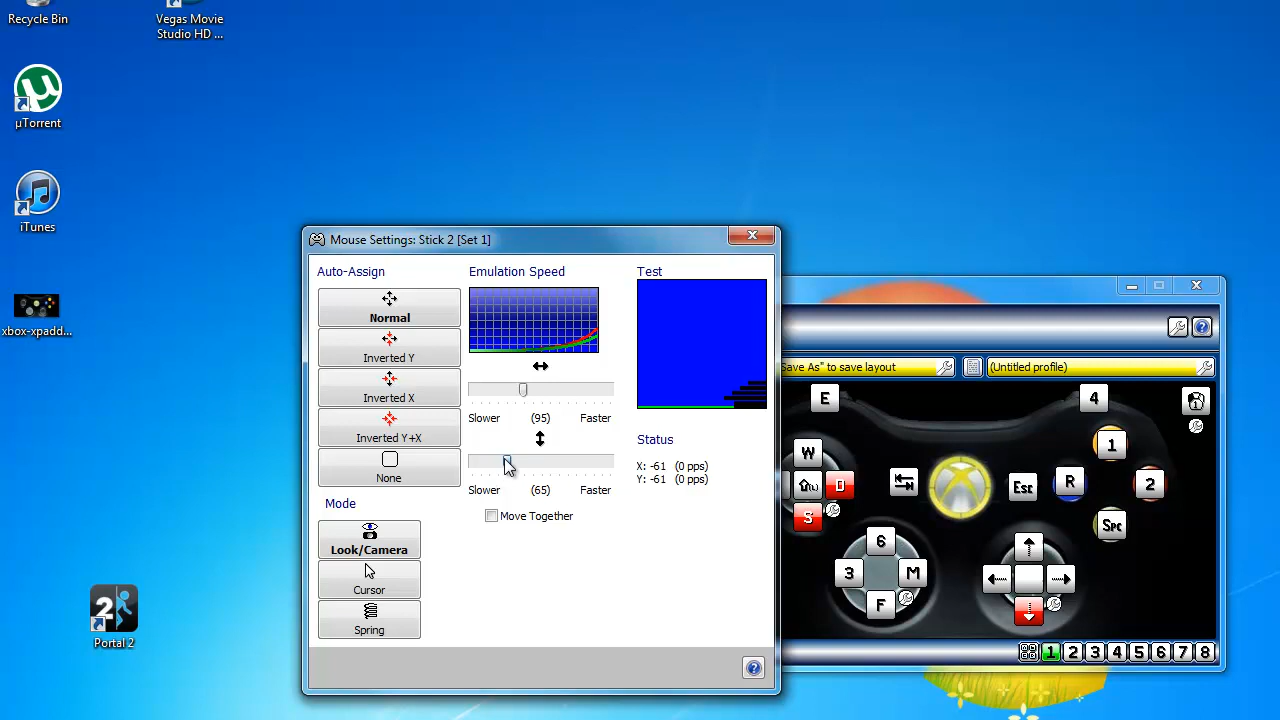 Recycle Bin
Vegas Movie
Studio HD ...
µTorrent
iTunes
xbox-xpadd...
2
Portal 2
Mouse Settings: Stick 2 [Set 1]
Auto-Assign
Normal
Inverted Y
Inverted X
Inverted Y+X
None
Mode
Look/Camera
Cursor
Spring
Emulation Speed
Slower (95) Faster
Slower (65) Faster
Move Together
Test
Status
X: -61 (0 pps)
Y: -61 (0 pps)
Save As" to save layout
(Untitled profile)
E
4
W
1
D
Esc
R
2
S
Spc
6
3
M
F
1 2 3 4 5 6 7 8